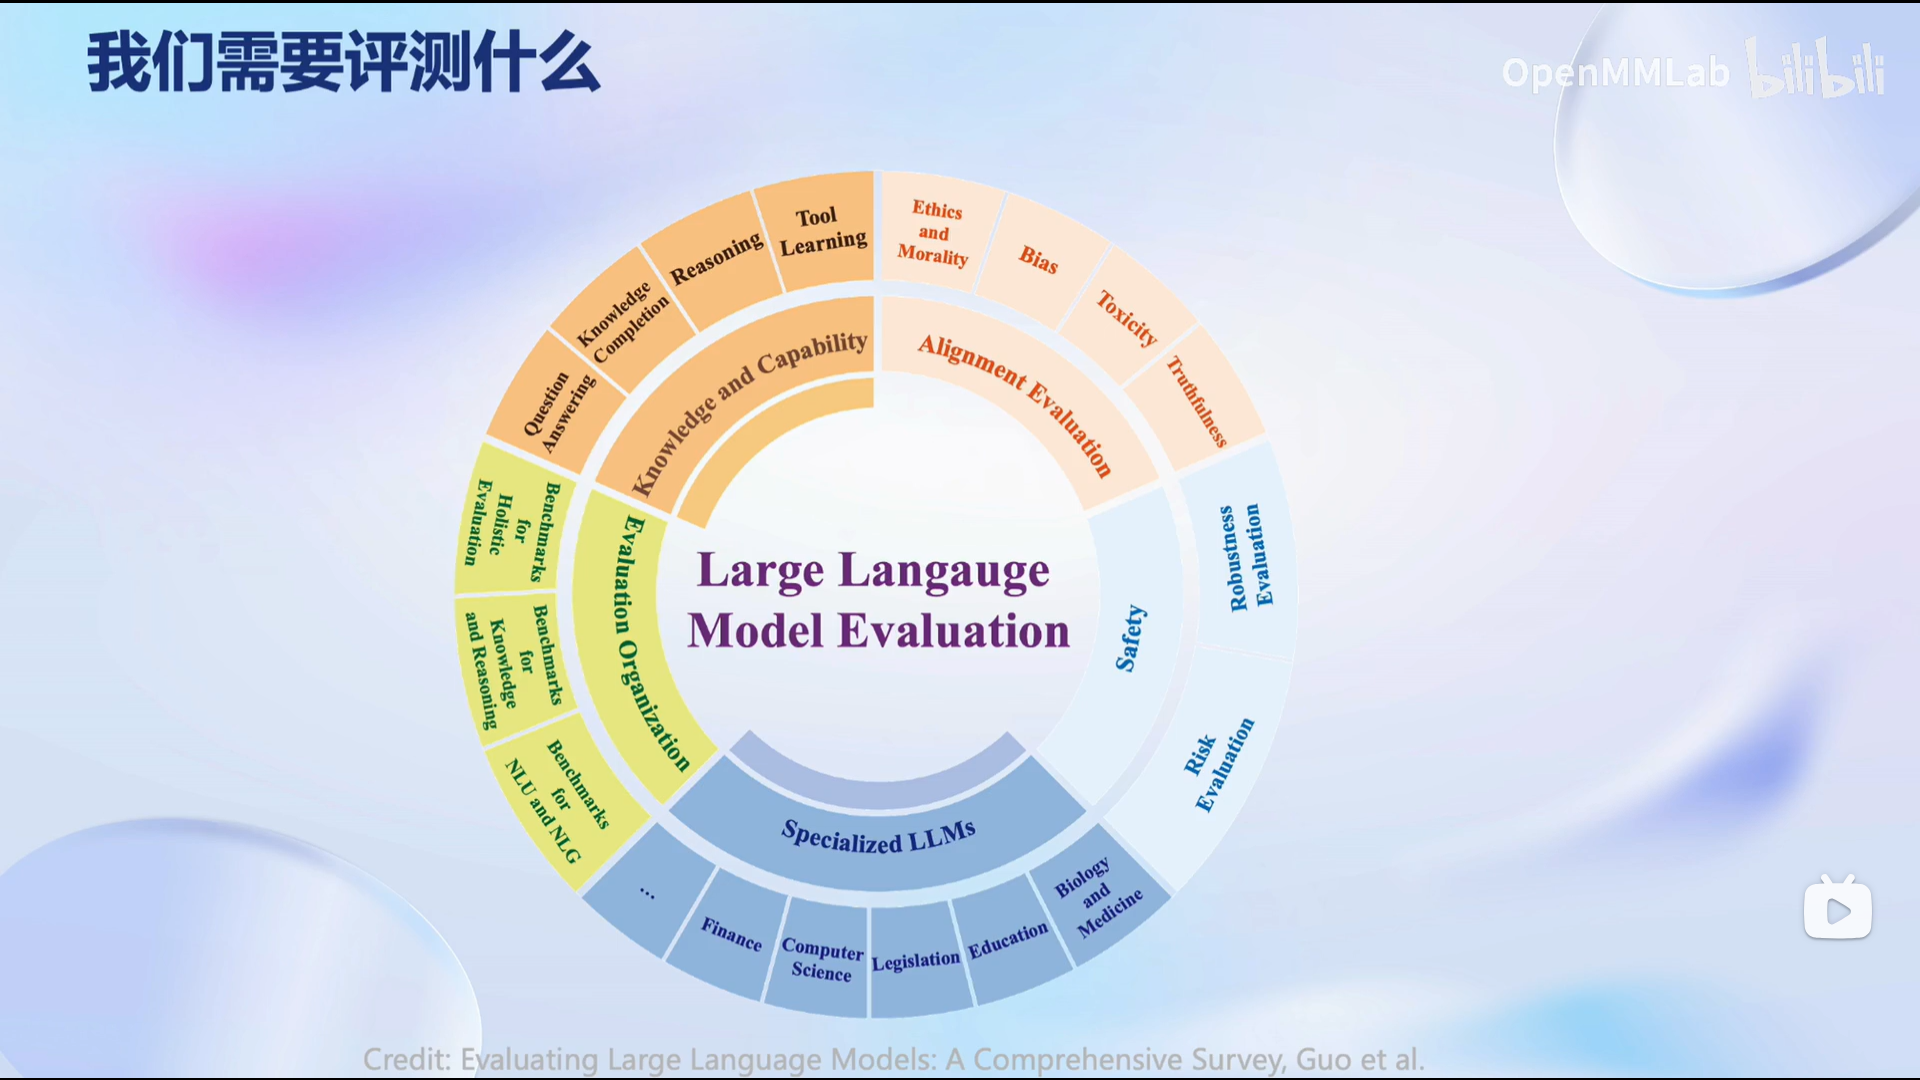 我们需要评测什么
OpenMMLab bilibili
Tool
Learning
Reasoning
Knowledge
Completion
Question
Answering
Knowledge and Capability
Ethics
and
Morality
Bias
Toxicity
Truthfulness
Alignment Evaluation
Robustness
Evaluation
Risk
Evaluation
Safety
Large Langauge
Model Evaluation
Benchmarks
for
Holistic
Evaluation
Benchmarks
for
Knowledge
and Reasoning
Benchmarks
for
NLU and NLG
Evaluation Organization
Specialized LLMs
...
Finance
Computer
Science
Legislation
Education
Biology
and
Medicine
Credit: Evaluating Large Language Models: A Comprehensive Survey, Guo et al.